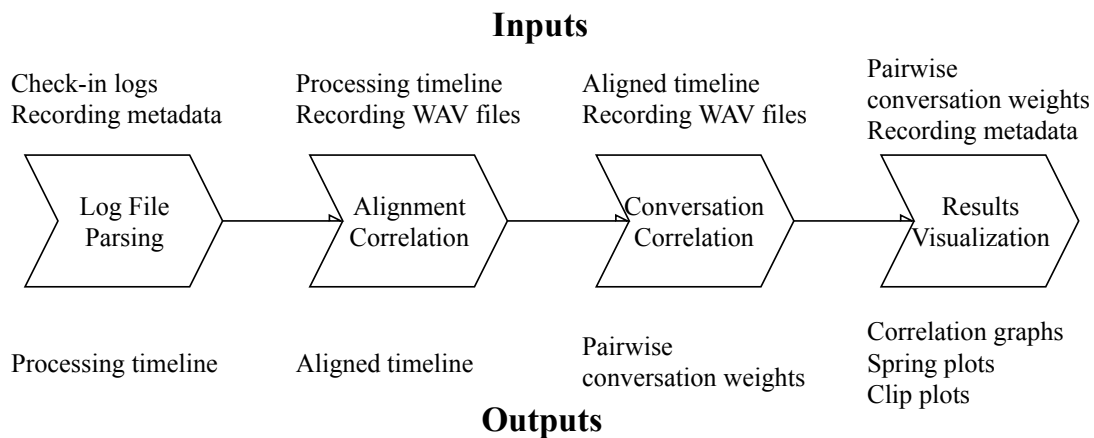 Inputs
Check-in logs
Recording metadata
Processing timeline
Recording WAV files
Aligned timeline
Recording WAV files
Pairwise
conversation weights
Recording metadata
Log File
Parsing
Alignment
Correlation
Conversation
Correlation
Results
Visualization
Processing timeline
Aligned timeline
Pairwise
conversation weights
Correlation graphs
Spring plots
Clip plots
Outputs